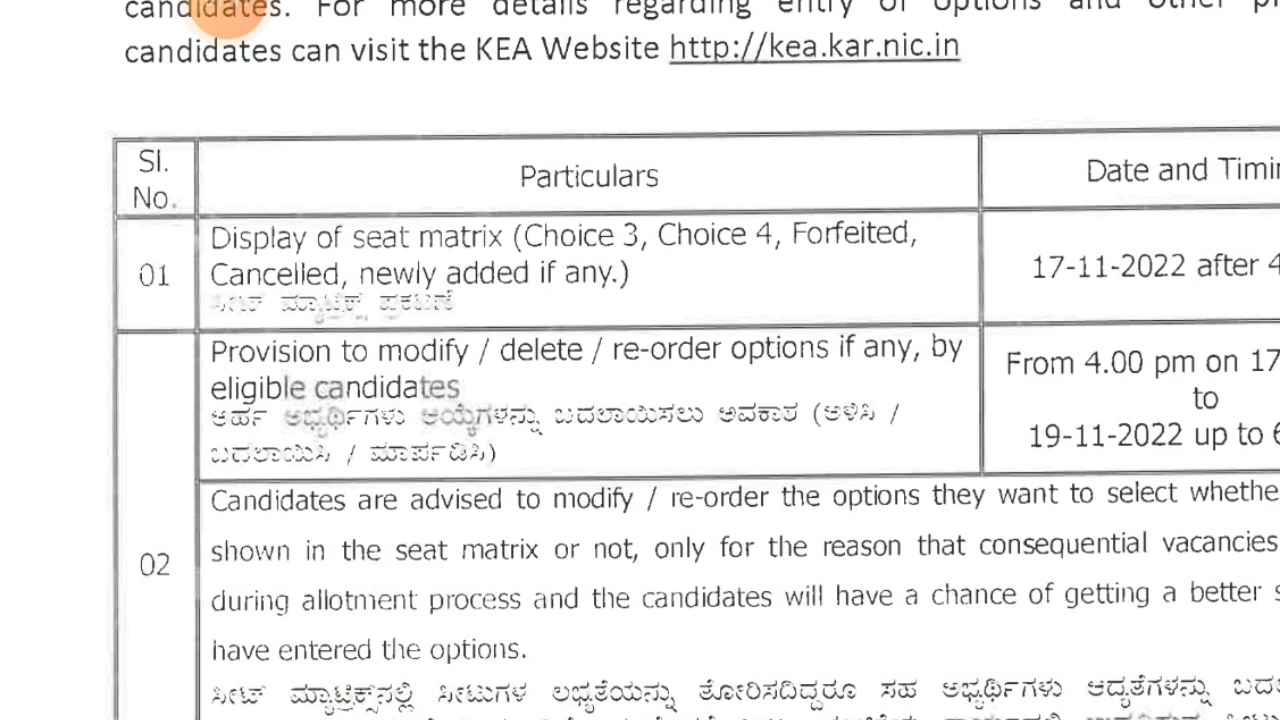 candidates. For more details regarding entry of options and other
candidates can visit the KEA Website http://kea.kar.nic.in
Sl. No.
Particulars
Date and
01
Display of seat matrix (Choice 3, Choice 4, Forfeited,
Cancelled, newly added if any.)
ಸೀಟ್ ಮ್ಯಾಟ್ರಿಕ್ಸ್ ಪ್ರಕಟಣೆ
17-11-2022 after 4
02
Provision to modify / delete / re-order options if any, by
eligible candidates
ಅರ್ಹ ಅಭ್ಯರ್ಥಿಗಳು ಆಯ್ಕೆಗಳನ್ನು ಬದಲಾಯಿಸಲು ಅವಕಾಶ (ಅಳಿಸಿ /
ಬದಲಾಯಿಸಿ / ಮಾರ್ಪಡಿಸಿ)
From 4.00 pm on 17
to
19-11-2022 up to 6
Candidates are advised to modify / re-order the options they want to select
shown in the seat matrix or not, only for the reason that consequential vacancies
during allotment process and the candidates will have a chance of getting a better
have entered the options.
ಸೀಟ್ ಮ್ಯಾಟ್ರಿಕ್ಸ್‌ನಲ್ಲಿ ಸೀಟುಗಳ ಲಭ್ಯತೆಯನ್ನು ತೋರಿಸದಿದ್ದರೂ ಸಹ ಅಭ್ಯರ್ಥಿಗಳು ಆದ್ಯತೆಗಳನ್ನು